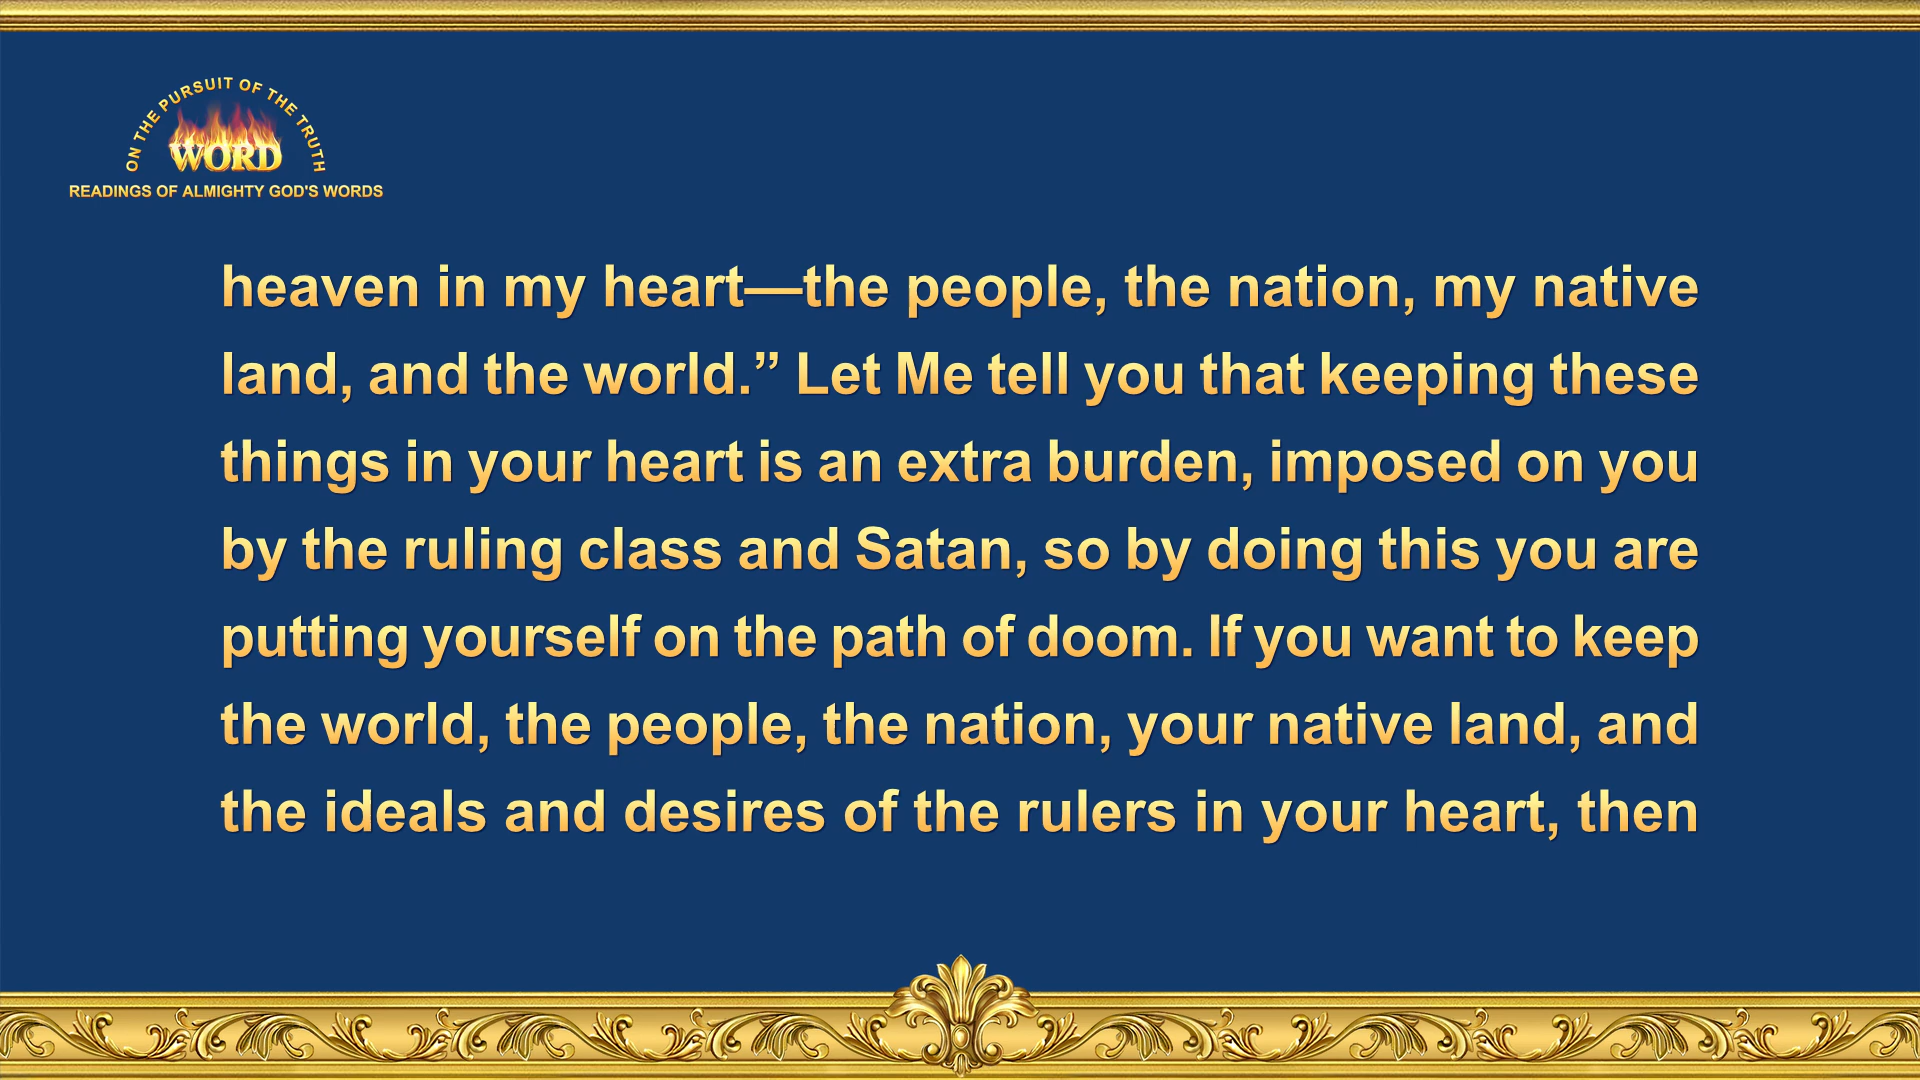 ON THE PURSUIT OF THE TRUTH
WORD
READINGS OF ALMIGHTY GOD'S WORDS
heaven in my heart—the people, the nation, my native
land, and the world.” Let Me tell you that keeping these
things in your heart is an extra burden, imposed on you
by the ruling class and Satan, so by doing this you are
putting yourself on the path of doom. If you want to keep
the world, the people, the nation, your native land, and
the ideals and desires of the rulers in your heart, then